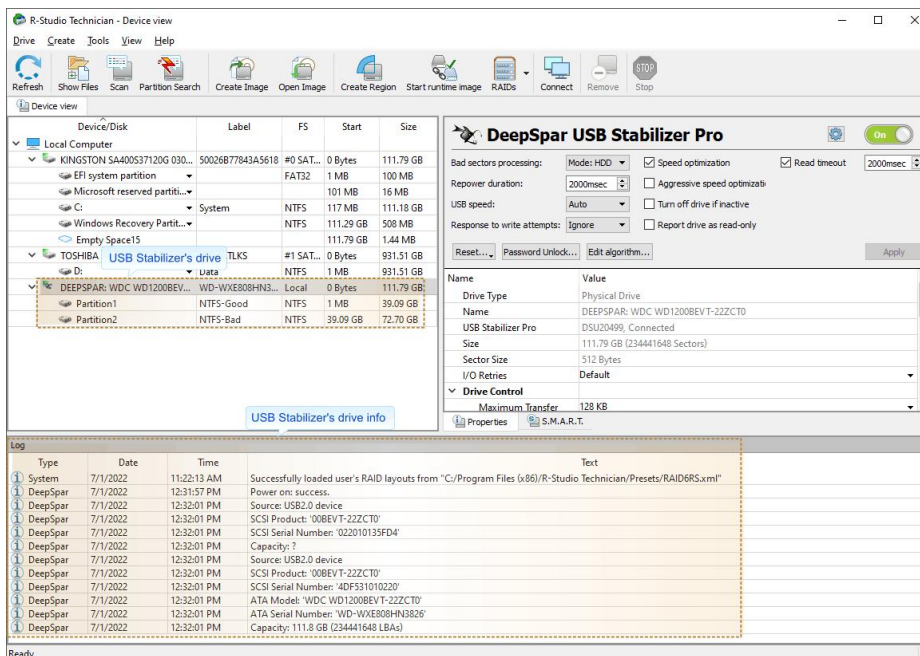 R-Studio Technician - Device view
Drive Create Tools View Help
Refresh Show Files Scan Partition Search Create Image Open Image Create Region Start runtime image RAIDs Connect Remove Stop
STOP
Device view
Device/Disk Label FS Start Size
Local Computer
KINGSTON SA400S37120G 030... 50026B77843A5618 #0 SAT... 0 Bytes 111.79 GB
EFI system partition FAT32 1 MB 100 MB
Microsoft reserved partiti... 101 MB 16 MB
C: System NTFS 117 MB 111.18 GB
Windows Recovery Partit... NTFS 111.29 GB 508 MB
Empty Space15 111.79 GB 1.44 MB
TOSHIBA USB Stabilizer's drive TLKS #1 SAT... 0 Bytes 931.51 GB
D: Data NTFS 1 MB 931.51 GB
DEEPSPAR: WDC WD1200BEV... WD-WXE808HN3... Local 0 Bytes 111.79 GB
Partition1 NTFS-Good NTFS 1 MB 39.09 GB
Partition2 NTFS-Bad NTFS 39.09 GB 72.70 GB
DeepSpar USB Stabilizer Pro On
Bad sectors processing: Mode: HDD Speed optimization Read timeout 2000msec
Repower duration: 2000msec Aggressive speed optimizati
USB speed: Auto Turn off drive if inactive
Response to write attempts: Ignore Report drive as read-only
Reset... Password Unlock... Edit algorithm... Apply
Name Value
Drive Type Physical Drive
Name DEEPSPAR: WDC WD1200BEVT-22ZCT0
USB Stabilizer Pro DSU20499, Connected
Size 111.79 GB (234441648 Sectors)
Sector Size 512 Bytes
I/O Retries Default
Drive Control
Maximum Transfer 128 KB
Properties S.M.A.R.T.
USB Stabilizer's drive info
Log
Type Date Time Text
System 7/1/2022 11:22:13 AM Successfully loaded user's RAID layouts from "C:/Program Files (x86)/R-Studio Technician/Presets/RAID6RS.xml"
DeepSpar 7/1/2022 12:31:57 PM Power on: success.
DeepSpar 7/1/2022 12:32:01 PM Source: USB2.0 device
DeepSpar 7/1/2022 12:32:01 PM SCSI Product: '00BEVT-22ZCT0'
DeepSpar 7/1/2022 12:32:01 PM SCSI Serial Number: '022010135FD4'
DeepSpar 7/1/2022 12:32:01 PM Capacity: ?
DeepSpar 7/1/2022 12:32:01 PM Source: USB2.0 device
DeepSpar 7/1/2022 12:32:01 PM SCSI Product: '00BEVT-22ZCT0'
DeepSpar 7/1/2022 12:32:01 PM SCSI Serial Number: '4DF531010220'
DeepSpar 7/1/2022 12:32:01 PM ATA Model: 'WDC WD1200BEVT-22ZCT0'
DeepSpar 7/1/2022 12:32:01 PM ATA Serial Number: 'WD-WXE808HN3826'
DeepSpar 7/1/2022 12:32:01 PM Capacity: 111.8 GB (234441648 LBAs)
Ready